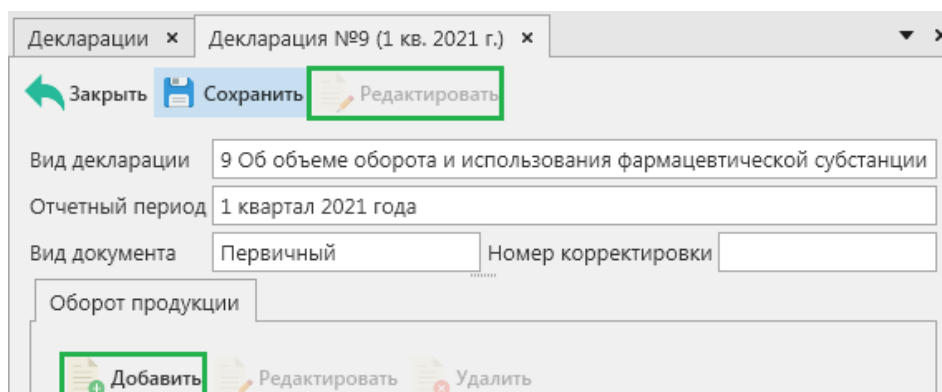 Декларации × Декларация №9 (1 кв. 2021 г.) ×
Закрыть Сохранить Редактировать
Вид декларации 9 Об объеме оборота и использования фармацевтической субстанции
Отчетный период 1 квартал 2021 года
Вид документа Первичный Номер корректировки
Оборот продукции
Добавить Редактировать Удалить